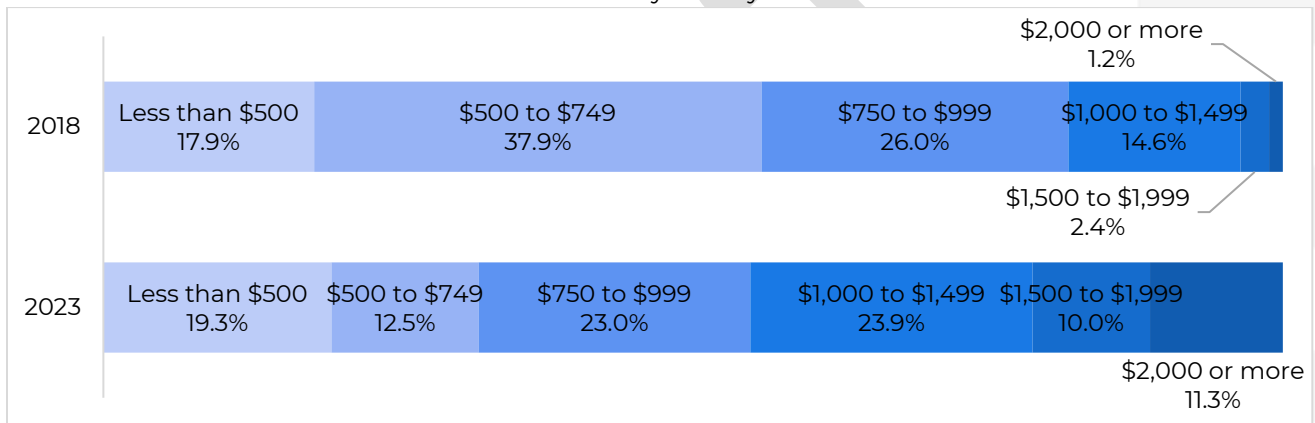 $2,000 or more
1.2%
2018
Less than $500
17.9%
$500 to $749
37.9%
$750 to $999
26.0%
$1,000 to $1,499
14.6%
$1,500 to $1,999
2.4%
2023
Less than $500
19.3%
$500 to $749
12.5%
$750 to $999
23.0%
$1,000 to $1,499
23.9%
$1,500 to $1,999
10.0%
$2,000 or more
11.3%